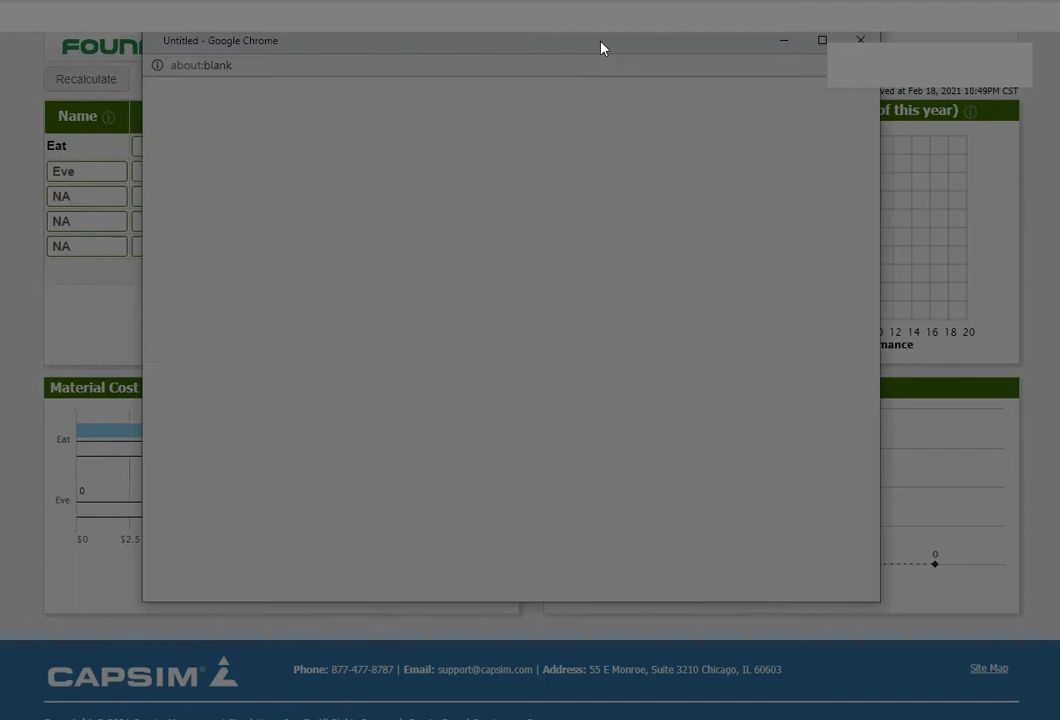 FOUN
Untitled - Google Chrome
about:blank
Recalculate
ved at Feb 18, 2021 10:49PM CST
Name
of this year)
Eat
Eve
NA
NA
NA
0 12 14 16 18 20
mance
Material Cost
Eat
0
Eve
$0 $2.5
0
CAPSIM
Phone: 877-477-8787 | Email: support@capsim.com | Address: 55 E Monroe, Suite 3210 Chicago, IL 60603
Site Map